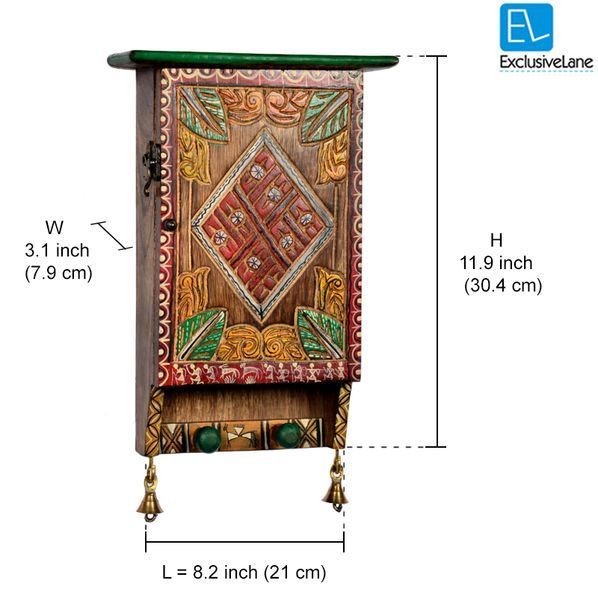 EL
ExclusiveLane
W
3.1 inch
(7.9 cm)
H
11.9 inch
(30.4 cm)
L = 8.2 inch (21 cm)